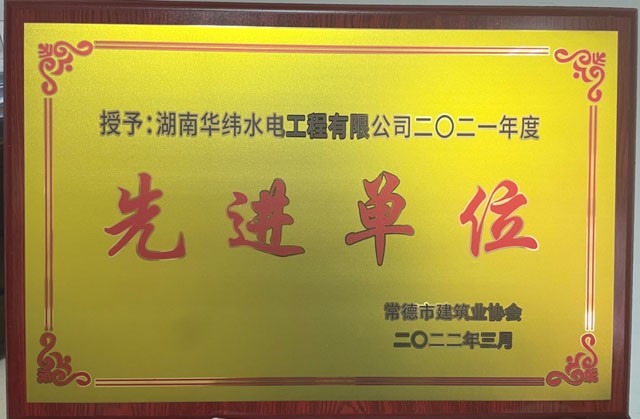 授予：湖南华纬水电工程有限公司二〇二一年度
先进单位
常德市建筑业协会
二〇二二年三月